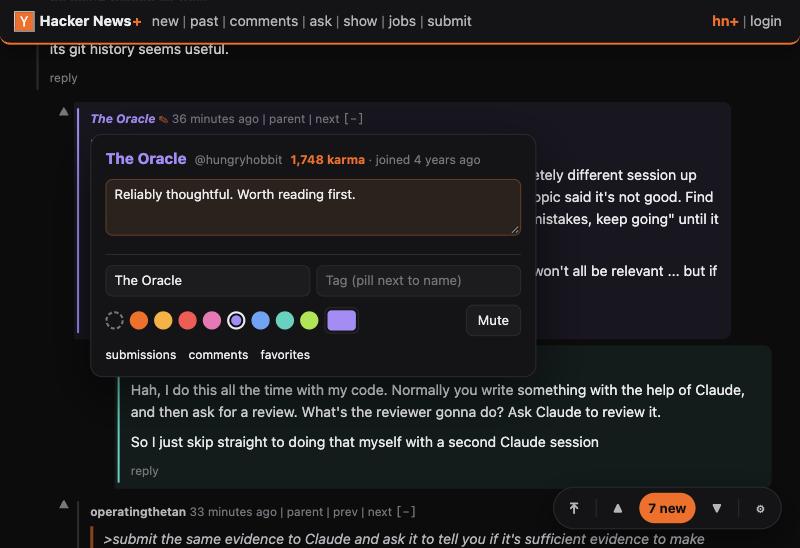 Y Hacker News+ new | past | comments | ask | show | jobs | submit hn+ | login
its git history seems useful.
reply
▲ The Oracle ✎ 36 minutes ago | parent | next [–]
The Oracle @hungryhobbit 1,748 karma · joined 4 years ago
Reliably thoughtful. Worth reading first.
etely different session up
opic said it's not good. Find
mistakes, keep going" until it
won't all be relevant ... but if
The Oracle Tag (pill next to name)
Mute
submissions comments favorites
Hah, I do this all the time with my code. Normally you write something with the help of Claude,
and then ask for a review. What's the reviewer gonna do? Ask Claude to review it.
So I just skip straight to doing that myself with a second Claude session
reply
▲ operatingthetan 33 minutes ago | parent | prev | next [–]
7 new
>submit the same evidence to Claude and ask it to tell you if it's sufficient evidence to make